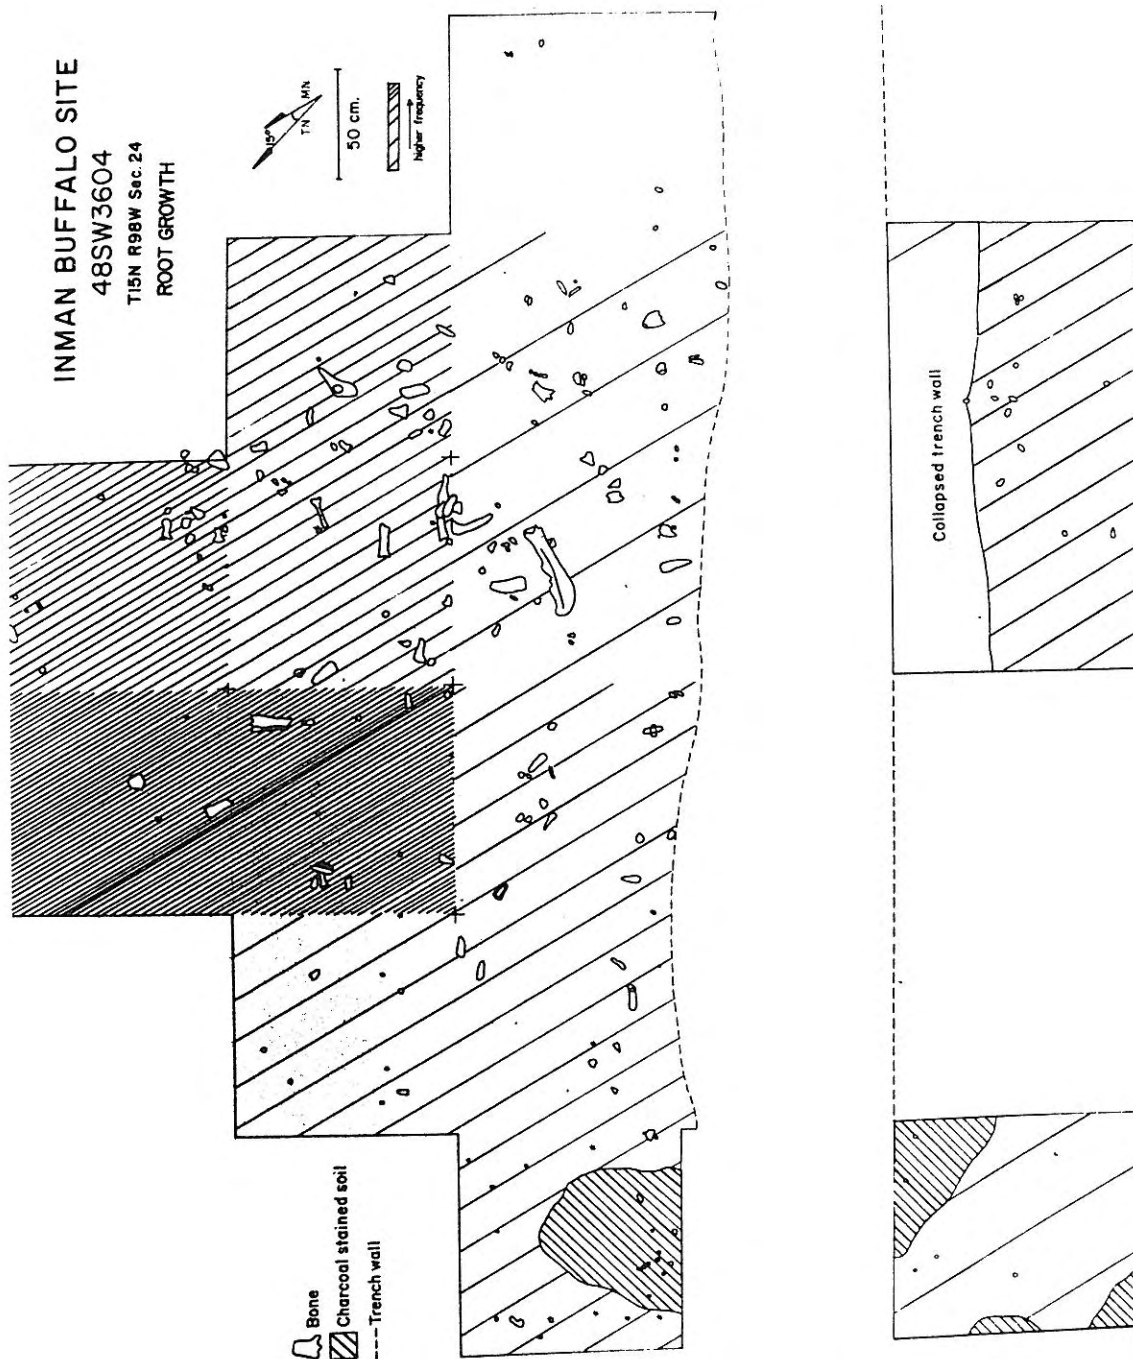 INMAN BUFFALO SITE
48SW3604
T15N R98W Sec. 24
ROOT GROWTH
15°
TN
MN
50 cm.
higher frequency
Collapsed trench wall
Bone
Charcoal stained soil
Trench wall